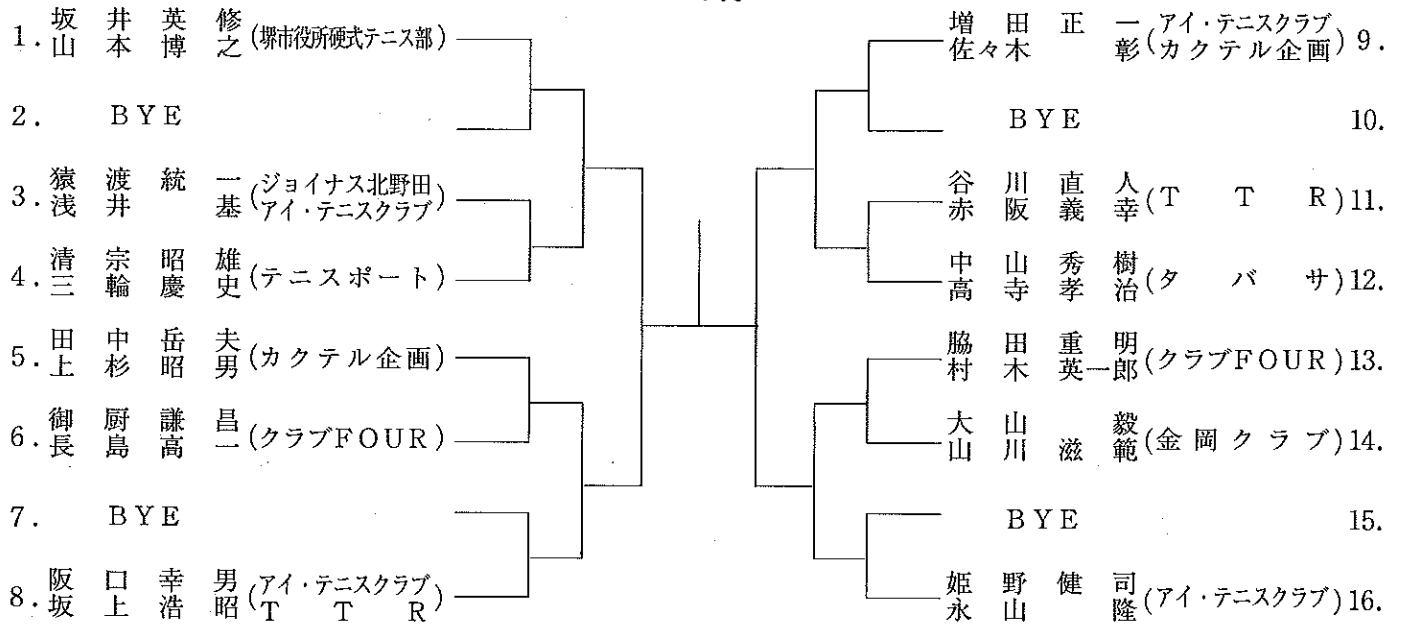 1. 坂井英修 (堺市役所硬式テニス部)
山本博之
2. BYE
3. 猿渡統一 (ジョイナス北野田
浅井基 アイ・テニスクラブ)
4. 清宗昭雄 (テニスポート)
三輪慶史
5. 田中岳夫 (カクテル企画)
上杉昭男
6. 御厨謙昌 (クラブFOUR)
長島高一
7. BYE
8. 阪口幸男 (アイ・テニスクラブ
坂上浩昭 TTR)
増田正一 (アイ・テニスクラブ 9.
佐々木彰 カクテル企画)
BYE 10.
谷川直人 (TTR) 11.
赤阪義幸
中山秀樹 (タバサ) 12.
高寺孝治
脇田重明 (クラブFOUR) 13.
村木英一郎
大山毅 (金岡クラブ) 14.
山川滋範
BYE 15.
姫野健司 (アイ・テニスクラブ) 16.
永山隆